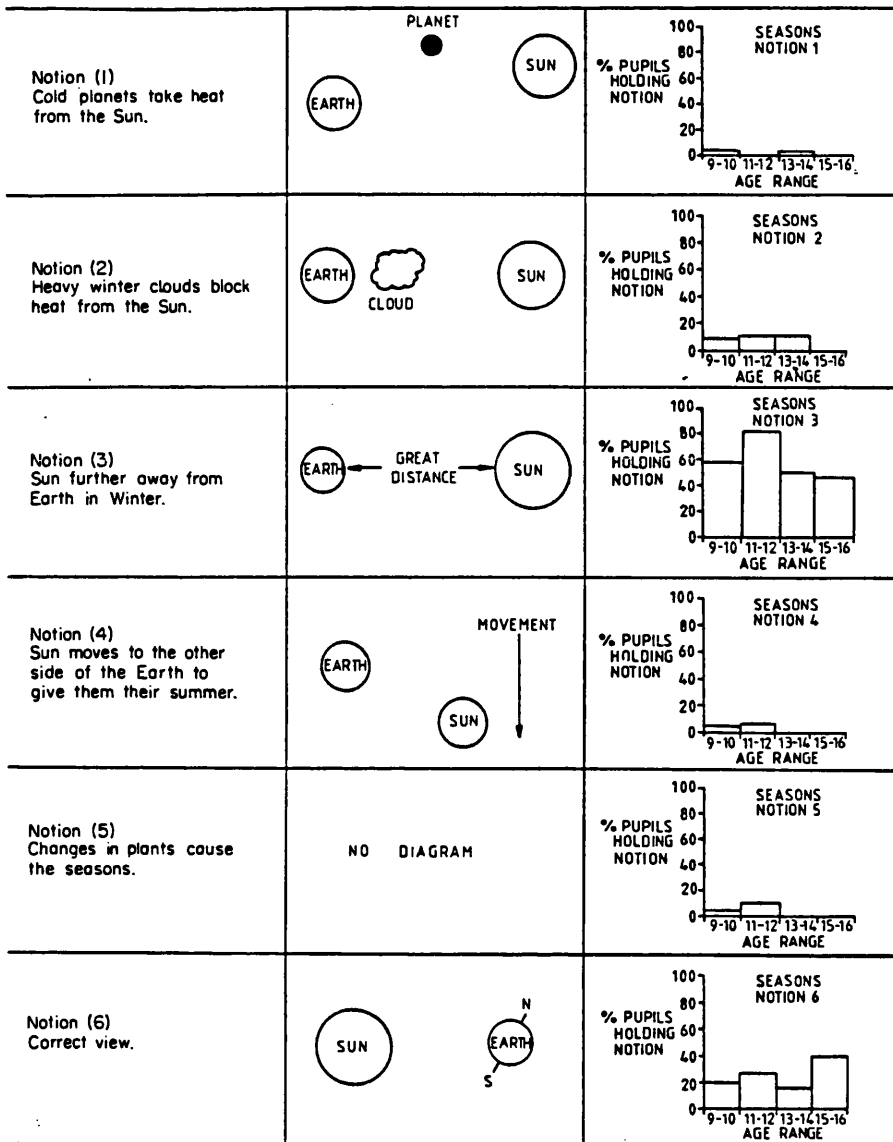 Notion (1)
Cold planets take heat
from the Sun.
PLANET
EARTH
SUN
SEASONS
NOTION 1
% PUPILS
HOLDING
NOTION
100
80
60
40
20
0
9-10 11-12 13-14 15-16
AGE RANGE
Notion (2)
Heavy winter clouds block
heat from the Sun.
EARTH
CLOUD
SUN
SEASONS
NOTION 2
% PUPILS
HOLDING
NOTION
100
80
60
40
20
0
9-10 11-12 13-14 15-16
AGE RANGE
Notion (3)
Sun further away from
Earth in Winter.
EARTH
GREAT
DISTANCE
SUN
SEASONS
NOTION 3
% PUPILS
HOLDING
NOTION
100
80
60
40
20
0
9-10 11-12 13-14 15-16
AGE RANGE
Notion (4)
Sun moves to the other
side of the Earth to
give them their summer.
EARTH
SUN
MOVEMENT
SEASONS
NOTION 4
% PUPILS
HOLDING
NOTION
100
80
60
40
20
0
9-10 11-12 13-14 15-16
AGE RANGE
Notion (5)
Changes in plants cause
the seasons.
NO DIAGRAM
SEASONS
NOTION 5
% PUPILS
HOLDING
NOTION
100
80
60
40
20
0
9-10 11-12 13-14 15-16
AGE RANGE
Notion (6)
Correct view.
SUN
N
EARTH
S
SEASONS
NOTION 6
% PUPILS
HOLDING
NOTION
100
80
60
40
20
0
9-10 11-12 13-14 15-16
AGE RANGE